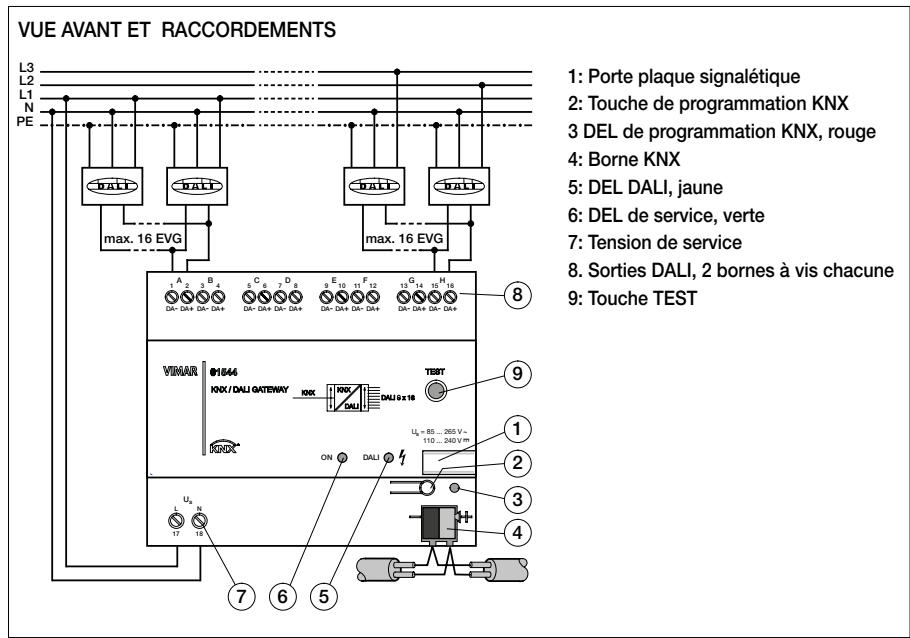 VUE AVANT ET RACCORDEMENTS
L3
L2
L1
N
PE
DALI DALI DALI DALI
max. 16 EVG max. 16 EVG
A B C D E F G H
1 2 3 4 5 6 7 8 9 10 11 12 13 14 15 16
DA- DA+ DA- DA+ DA- DA+ DA- DA+ DA- DA+ DA- DA+ DA- DA+ DA- DA+
8
VIMAR 01544
KNX / DALI GATEWAY
KNX
KNX
DALI
DALI 8 x 16
TEST
9
KNX
Us = 85 ... 265 V ~
110 ... 240 V
1
ON DALI
2
3
Us
L N
17 18
4
7 6 5
1: Porte plaque signalétique
2: Touche de programmation KNX
3 DEL de programmation KNX, rouge
4: Borne KNX
5: DEL DALI, jaune
6: DEL de service, verte
7: Tension de service
8. Sorties DALI, 2 bornes à vis chacune
9: Touche TEST